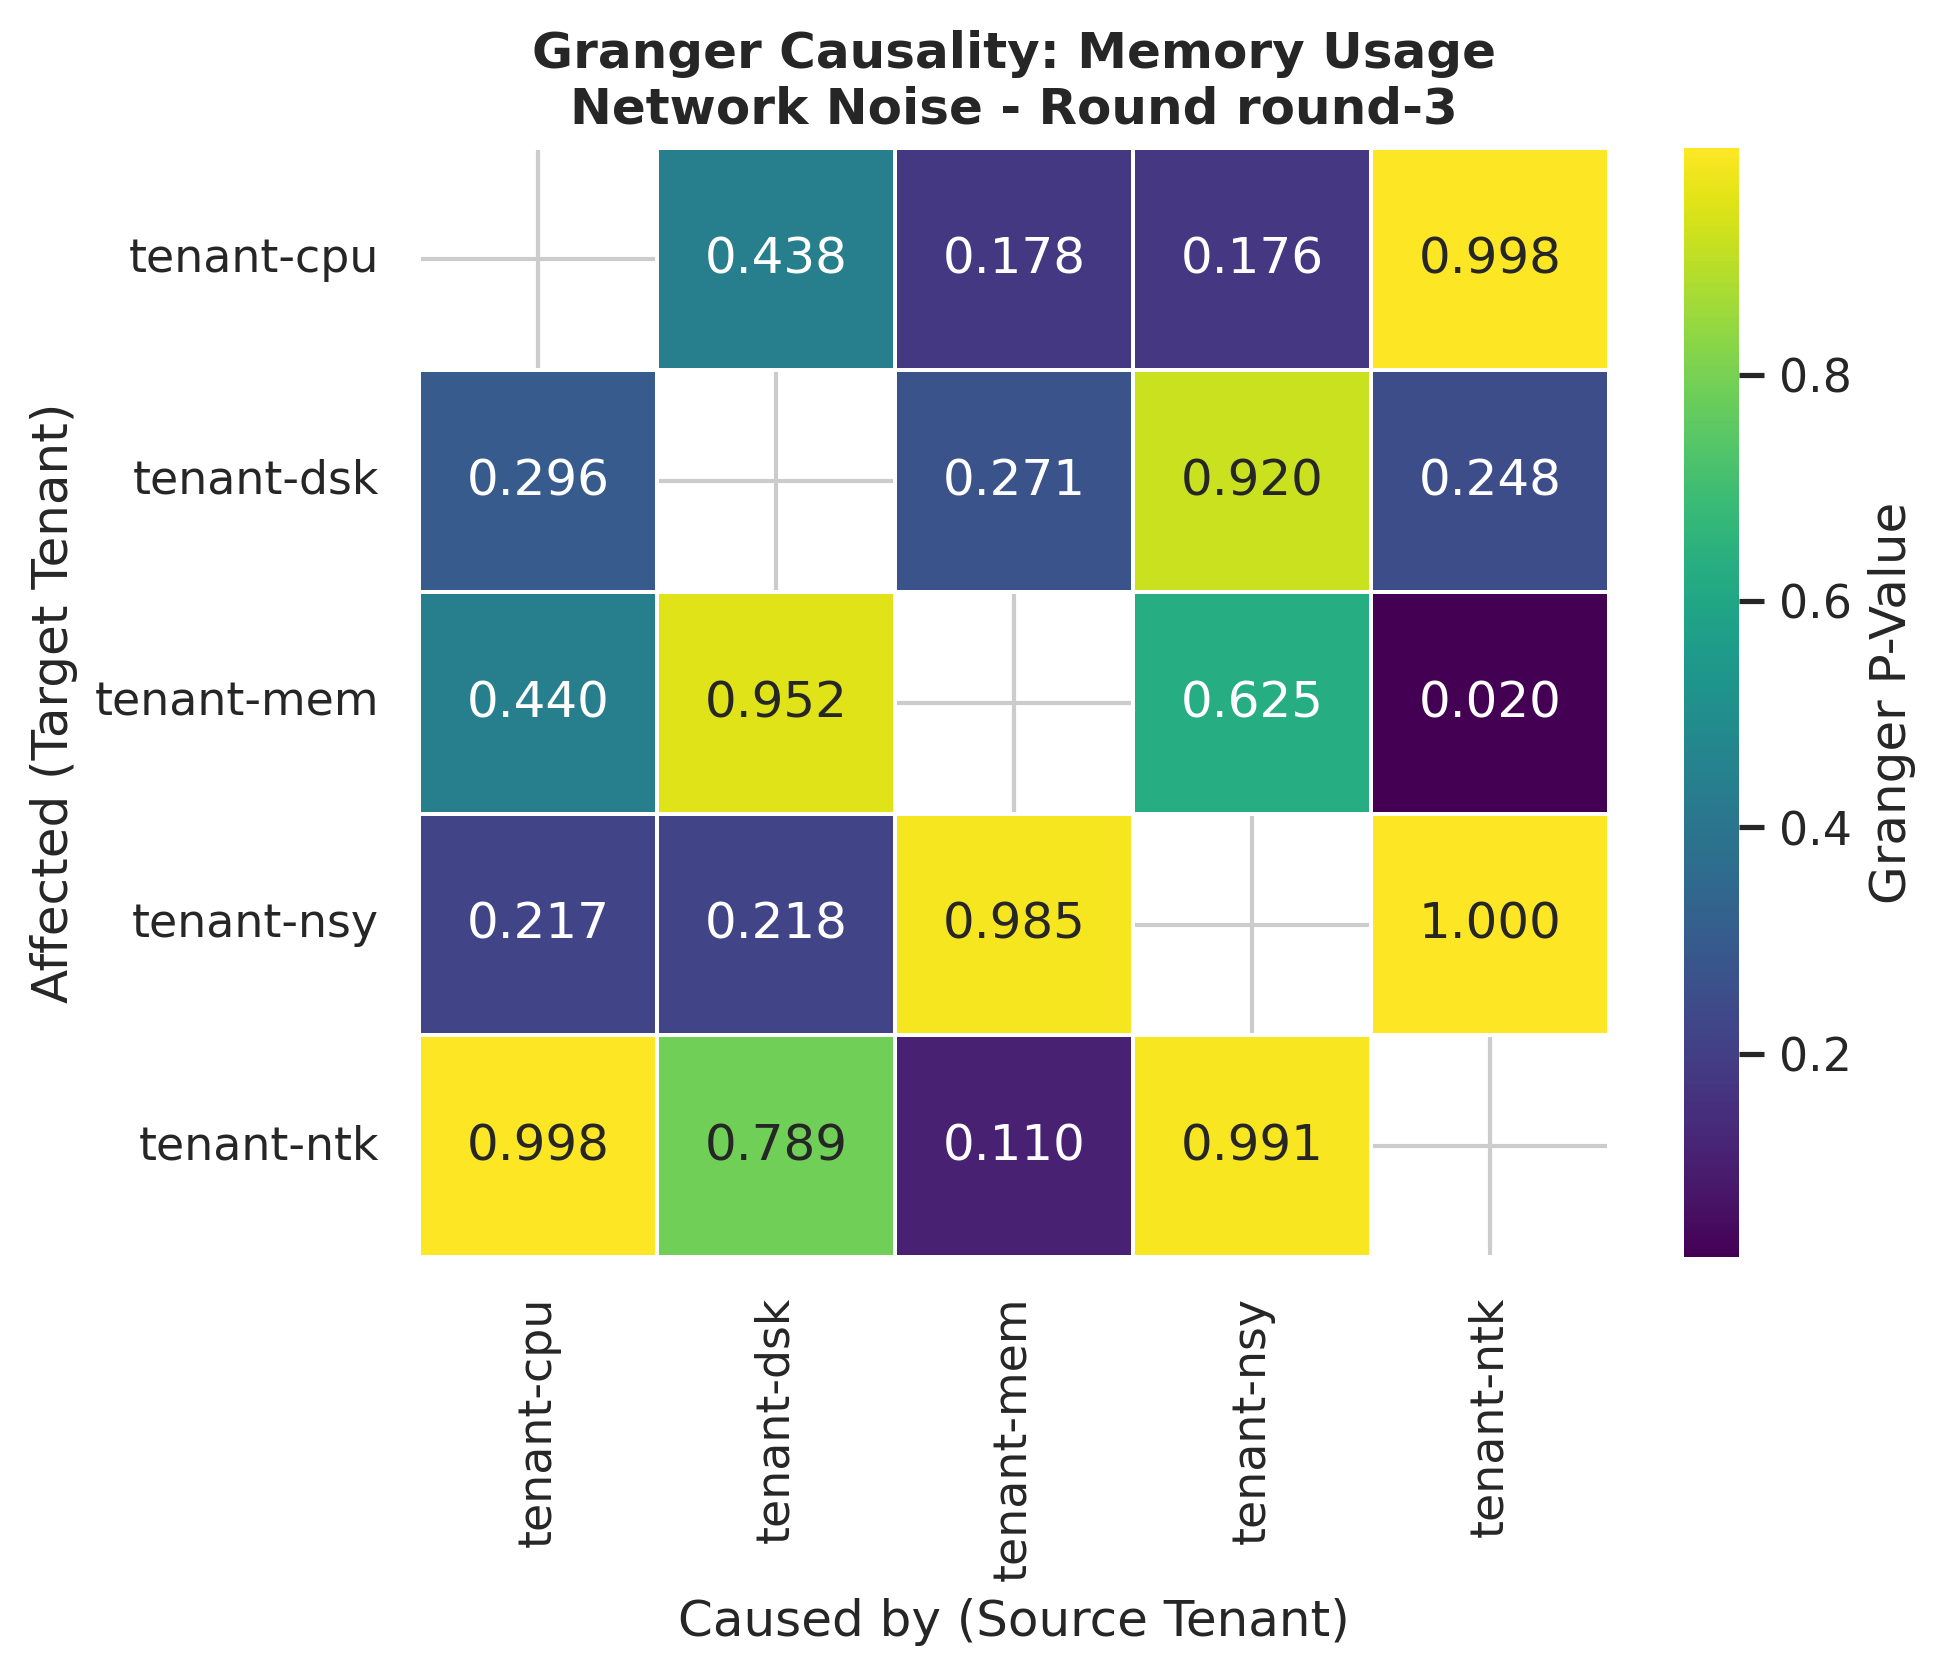 Granger Causality: Memory Usage
Network Noise - Round round-3
Affected (Target Tenant)
tenant-cpu 0.438 0.178 0.176 0.998
tenant-dsk 0.296 0.271 0.920 0.248
tenant-mem 0.440 0.952 0.625 0.020
tenant-nsy 0.217 0.218 0.985 1.000
tenant-ntk 0.998 0.789 0.110 0.991
tenant-cpu
tenant-dsk
tenant-mem
tenant-nsy
tenant-ntk
Caused by (Source Tenant)
0.8
0.6
0.4
0.2
Granger P-Value